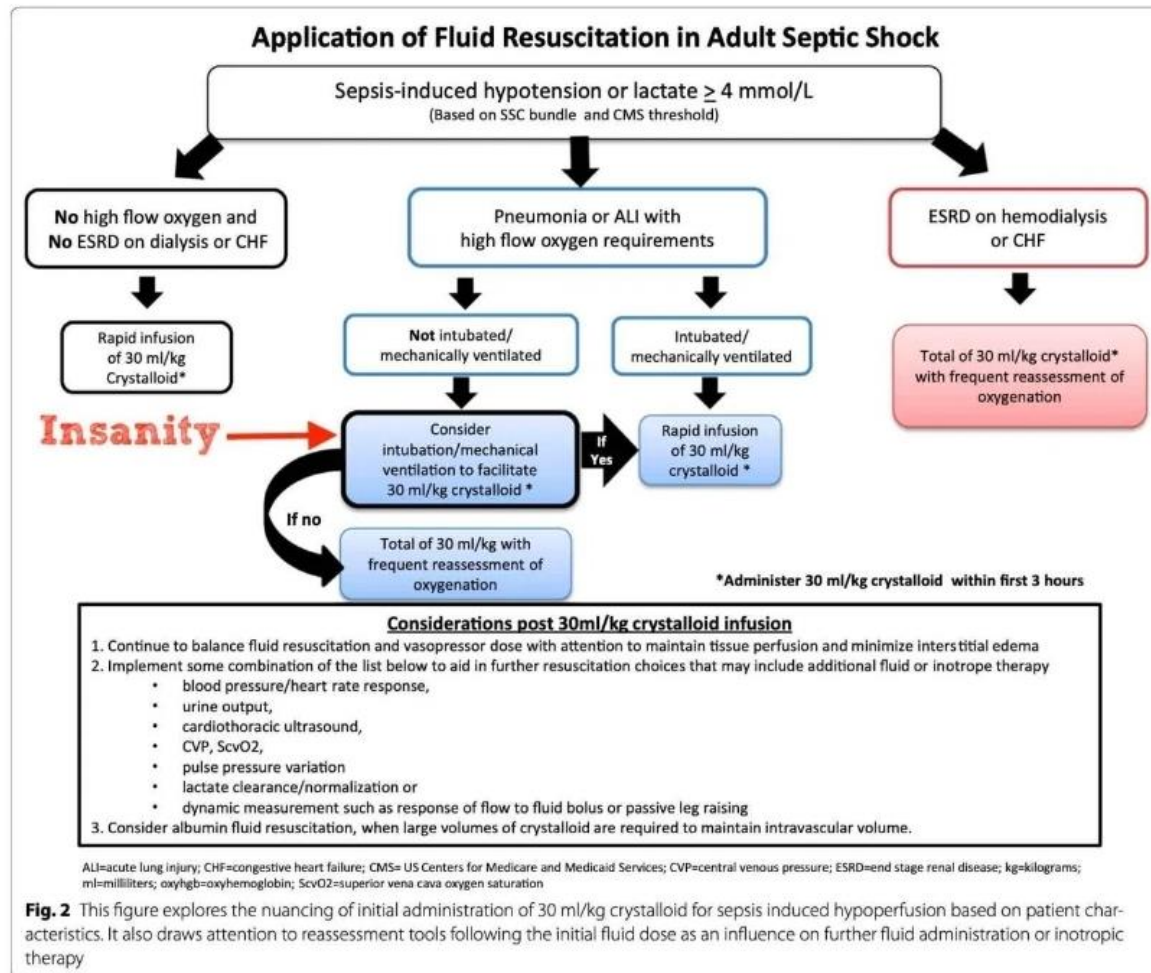 Application of Fluid Resuscitation in Adult Septic Shock
Sepsis-induced hypotension or lactate ≥ 4 mmol/L
(Based on SSC bundle and CMS threshold)
No high flow oxygen and
No ESRD on dialysis or CHF
Pneumonia or ALI with
high flow oxygen requirements
ESRD on hemodialysis
or CHF
Rapid infusion
of 30 ml/kg
Crystalloid*
Not intubated/
mechanically ventilated
Intubated/
mechanically ventilated
Total of 30 ml/kg crystalloid*
with frequent reassessment of
oxygenation
Insanity
Consider
intubation/mechanical
ventilation to facilitate
30 ml/kg crystalloid *
If
Yes
Rapid infusion
of 30 ml/kg
crystalloid *
If no
Total of 30 ml/kg with
frequent reassessment of
oxygenation
*Administer 30 ml/kg crystalloid within first 3 hours
Considerations post 30ml/kg crystalloid infusion
1. Continue to balance fluid resuscitation and vasopressor dose with attention to maintain tissue perfusion and minimize interstitial edema
2. Implement some combination of the list below to aid in further resuscitation choices that may include additional fluid or inotrope therapy
• blood pressure/heart rate response,
• urine output,
• cardiothoracic ultrasound,
• CVP, ScvO2,
• pulse pressure variation
• lactate clearance/normalization or
• dynamic measurement such as response of flow to fluid bolus or passive leg raising
3. Consider albumin fluid resuscitation, when large volumes of crystalloid are required to maintain intravascular volume.
ALI=acute lung injury; CHF=congestive heart failure; CMS= US Centers for Medicare and Medicaid Services; CVP=central venous pressure; ESRD=end stage renal disease; kg=kilograms;
ml=milliliters; oxyhgb=oxyhemoglobin; ScvO2=superior vena cava oxygen saturation
Fig. 2 This figure explores the nuancing of initial administration of 30 ml/kg crystalloid for sepsis induced hypoperfusion based on patient char-
acteristics. It also draws attention to reassessment tools following the initial fluid dose as an influence on further fluid administration or inotropic
therapy